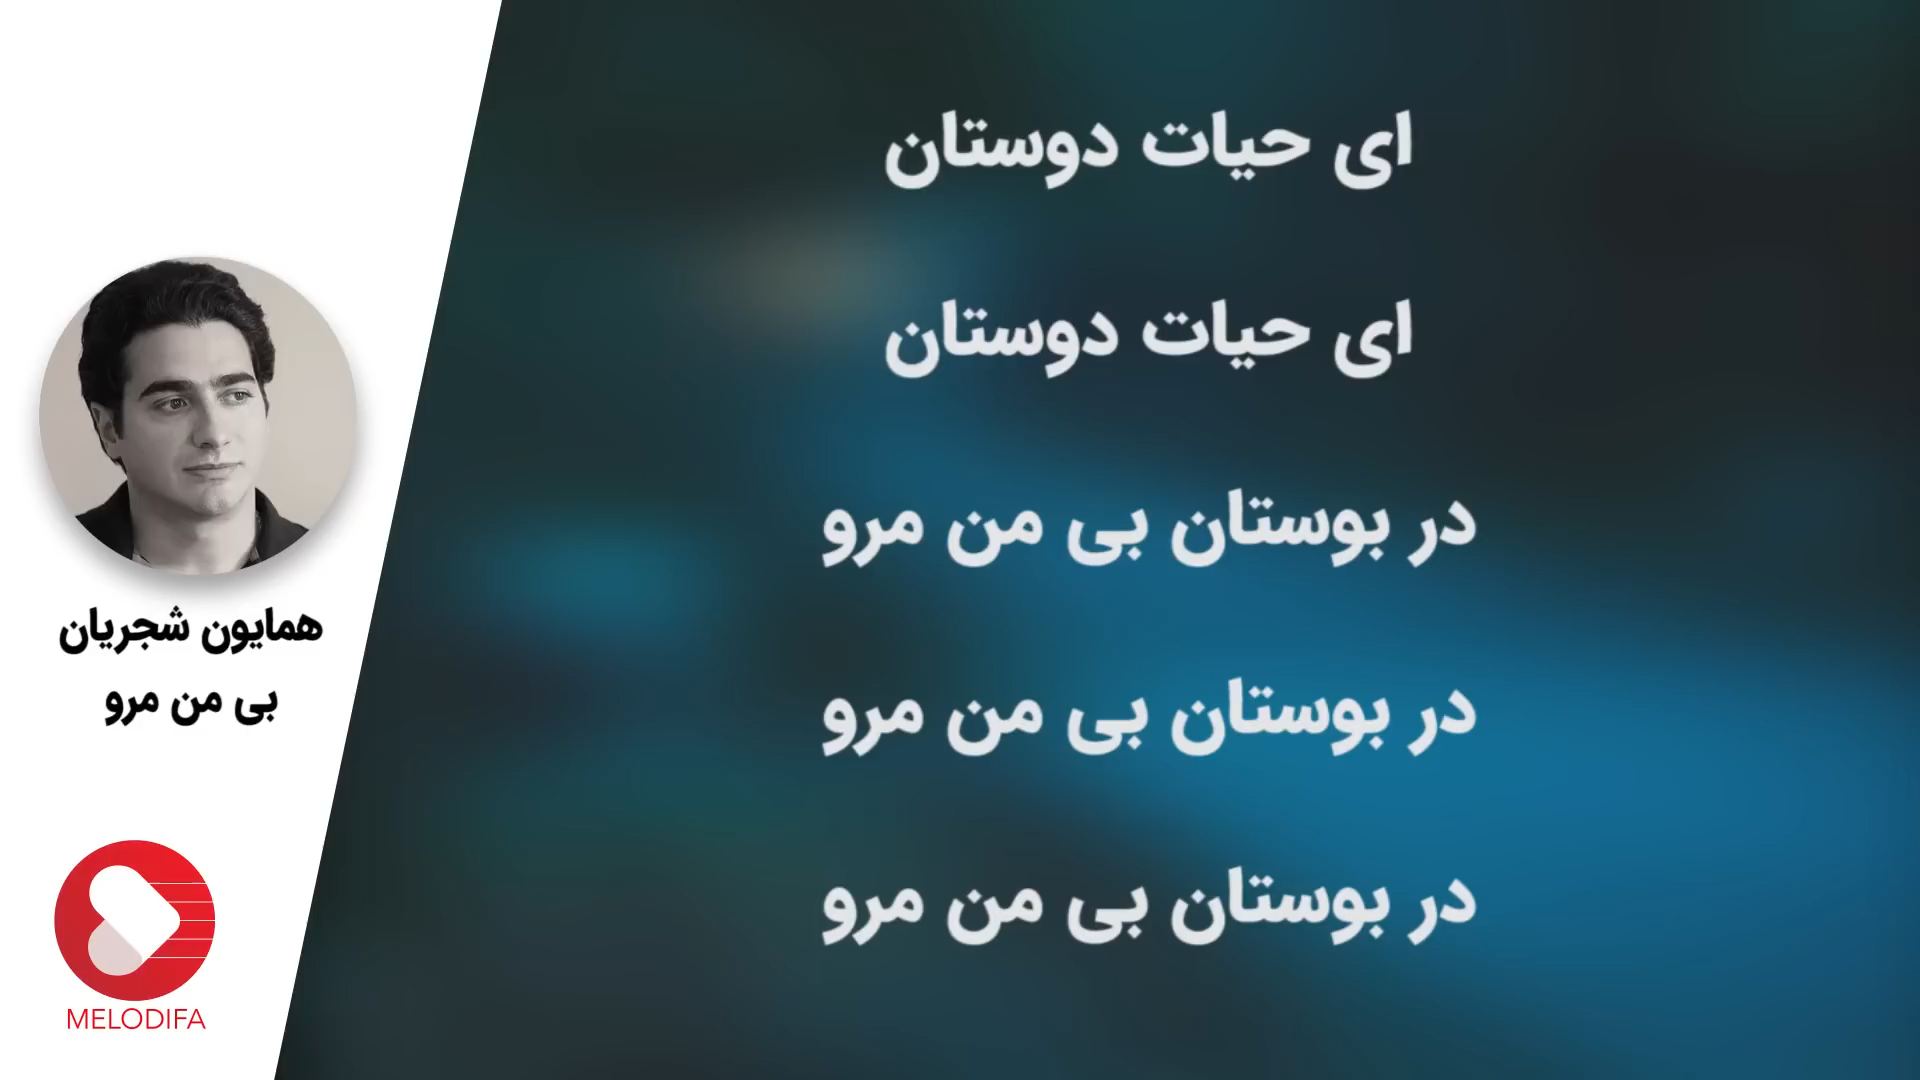 ای حیات دوستان
ای حیات دوستان
در بوستان بی من مرو
در بوستان بی من مرو
در بوستان بی من مرو
همایون شجریان
بی من مرو
MELODIFA